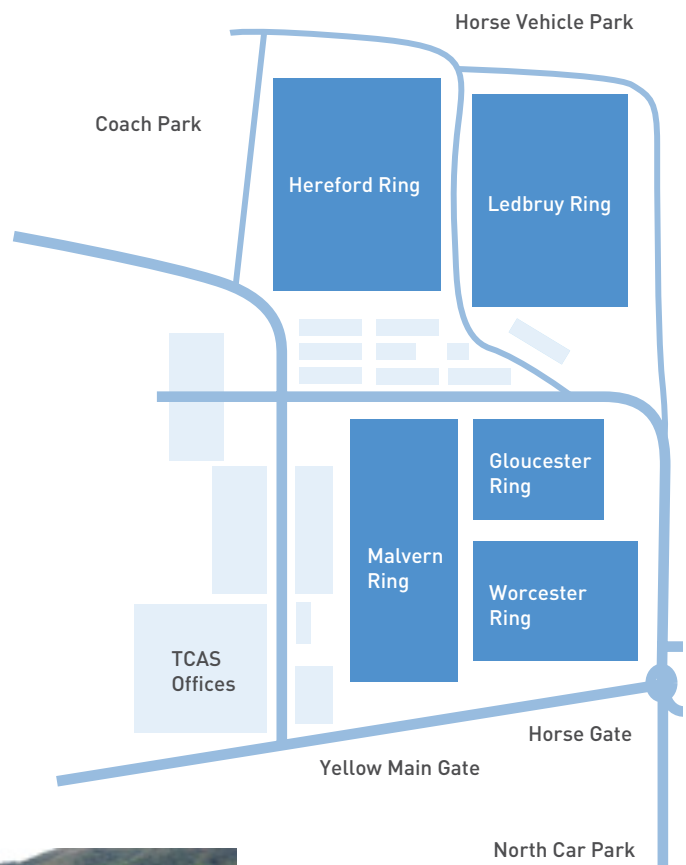 Horse Vehicle Park
Coach Park
Hereford Ring
Ledbruy Ring
Gloucester
Ring
Malvern
Ring
Worcester
Ring
TCAS
Offices
Horse Gate
Yellow Main Gate
North Car Park